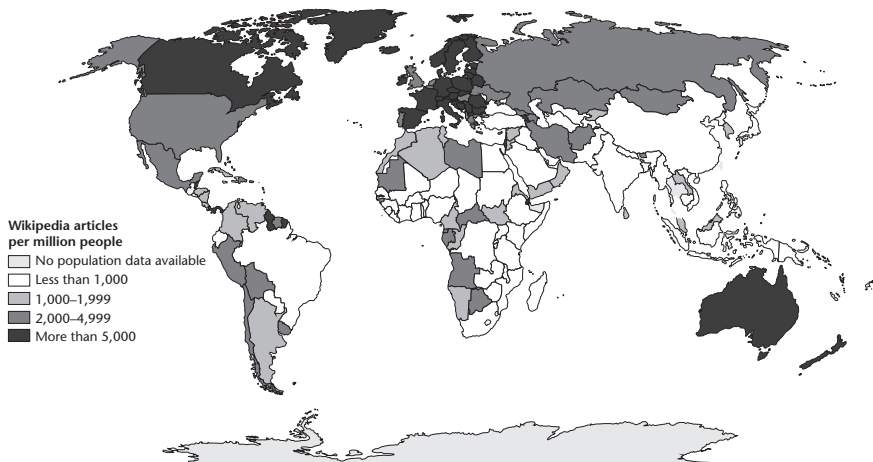 Wikipedia articles
per million people
No population data available
Less than 1,000
1,000–1,999
2,000–4,999
More than 5,000